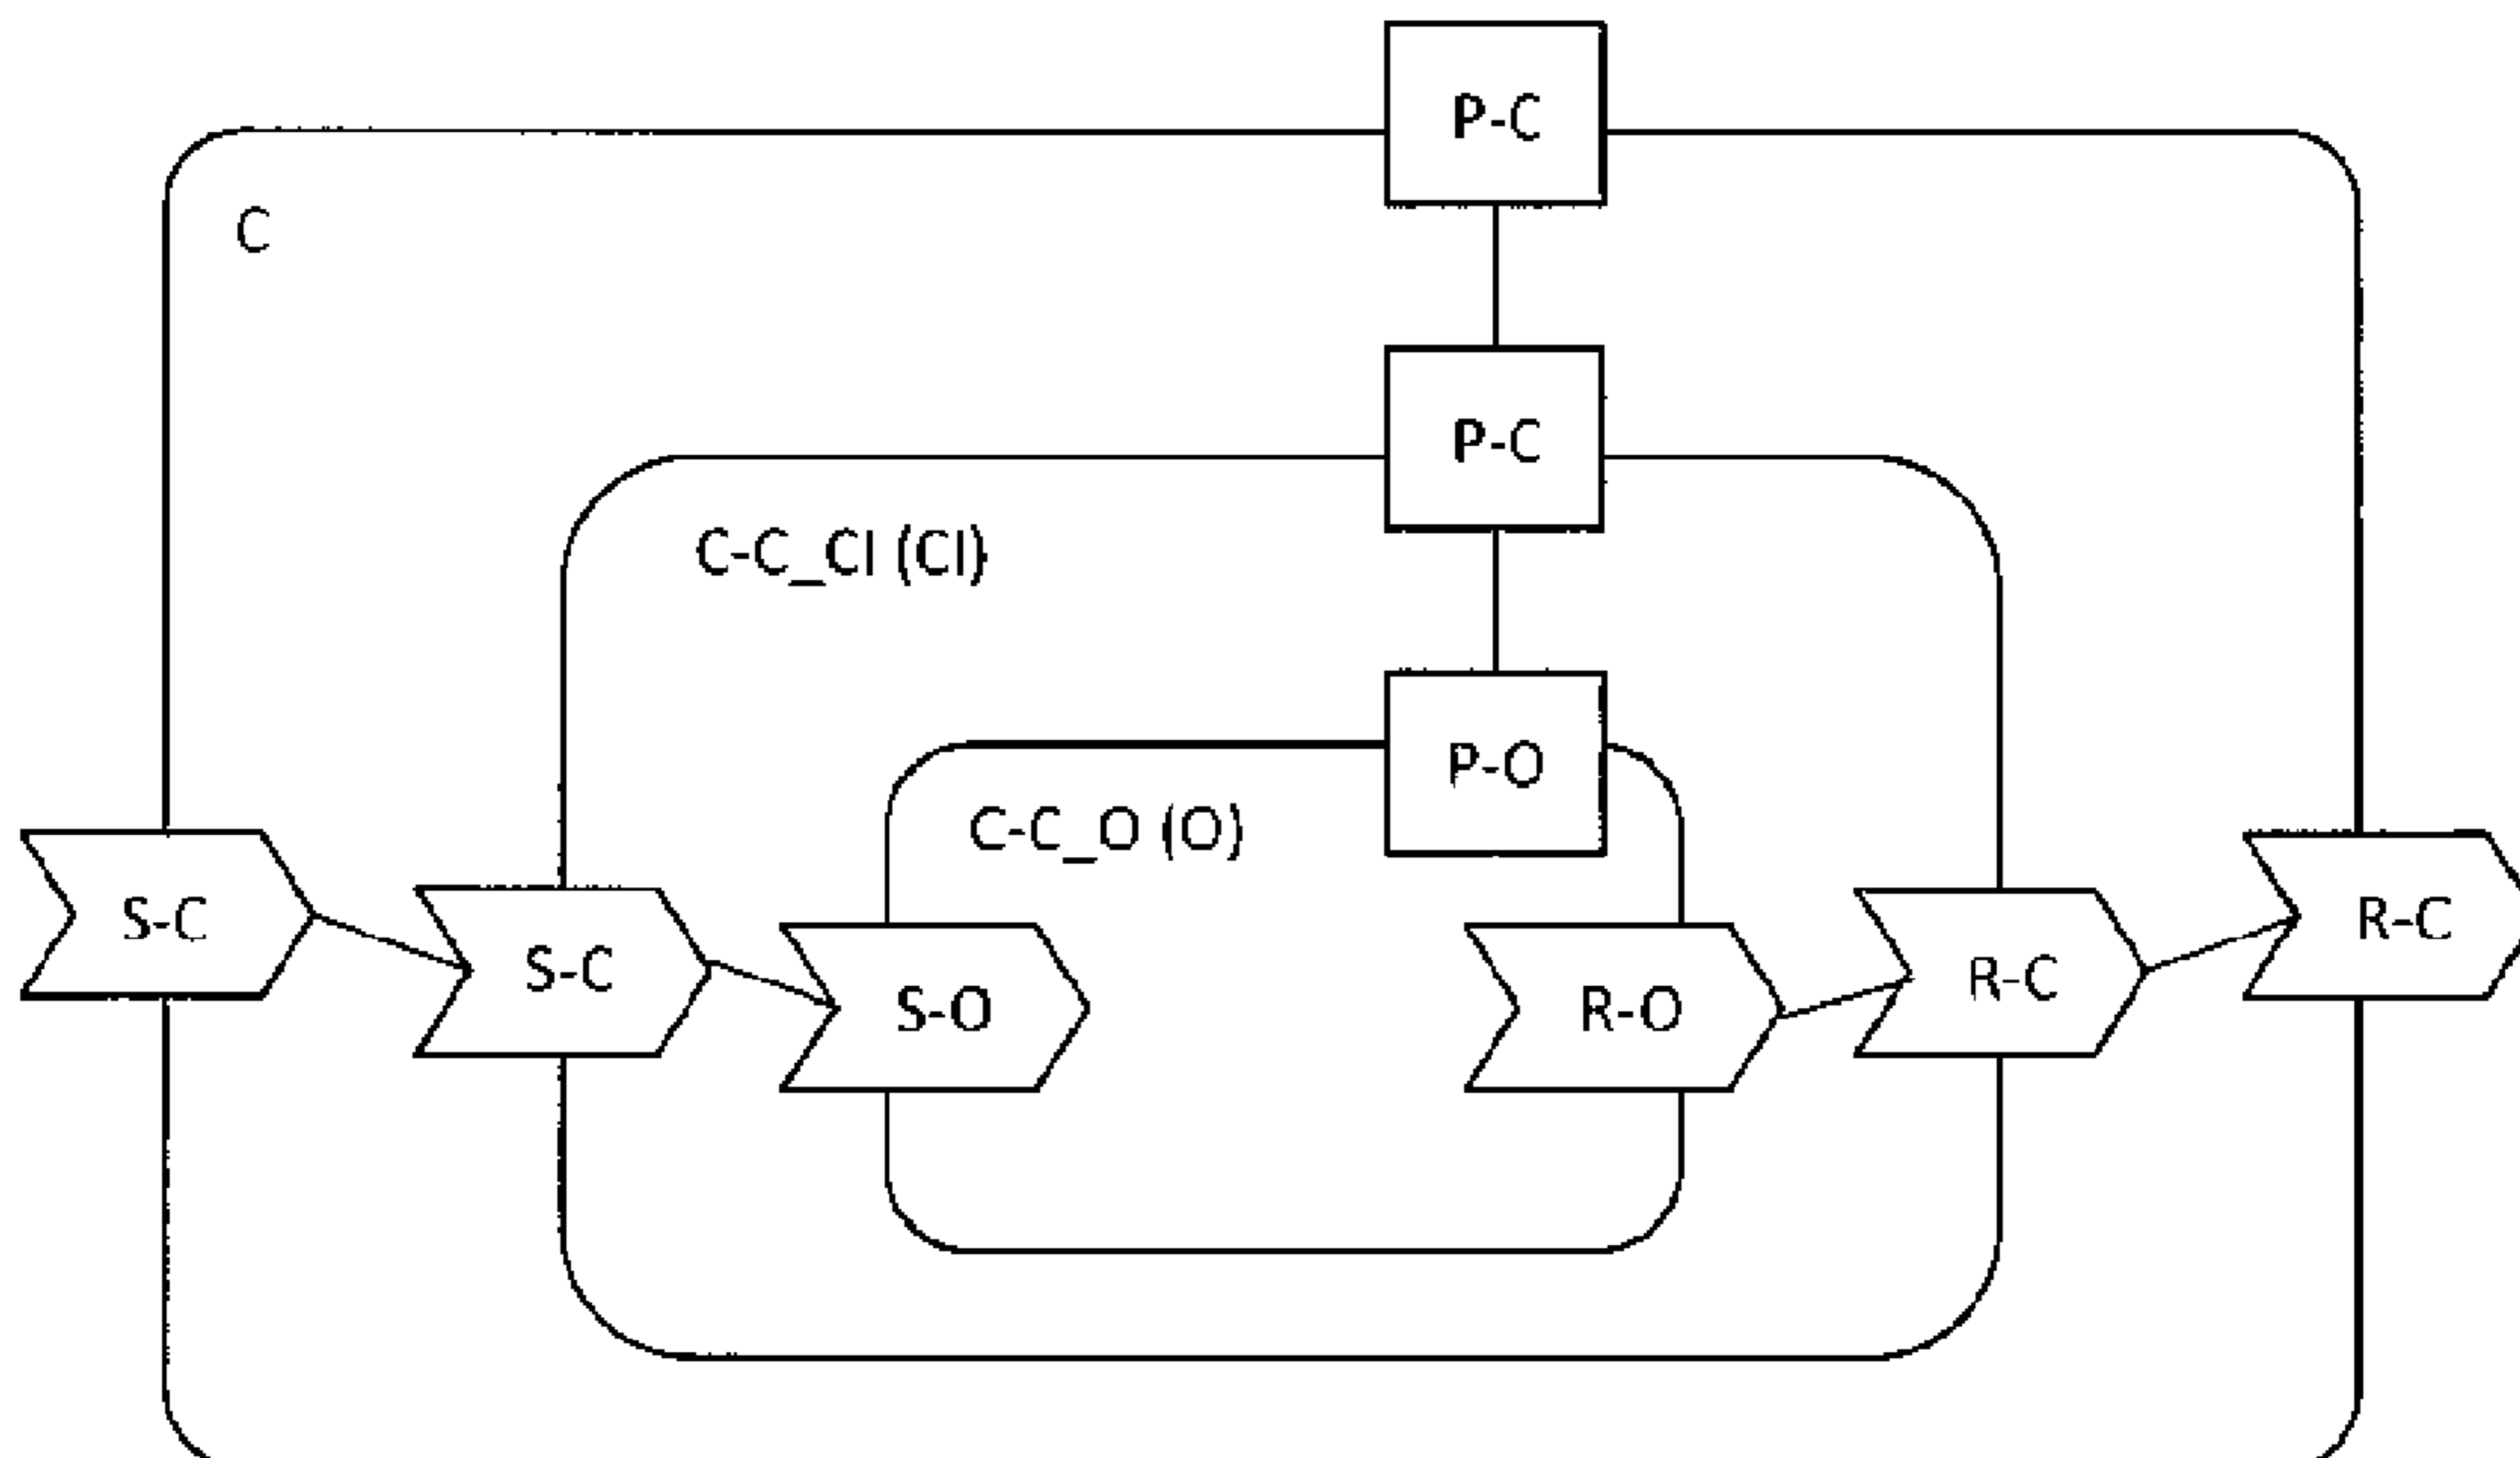 P-C
C
P-C
C-C_CI (CI)
P-O
C-C_O (O)
S-C
S-C
S-O
R-O
R-C
R-C